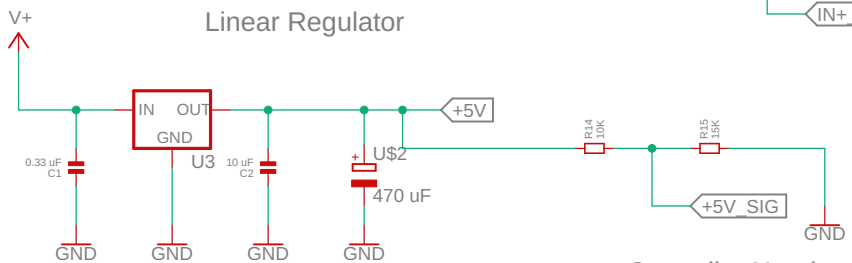 V+
Linear Regulator
IN+_
IN
OUT
GND
U3
0.33 uF
C1
10 uF
C2
U$2
470 uF
+5V
R14
10K
R15
15K
+5V_SIG
GND
GND
GND
GND
GND